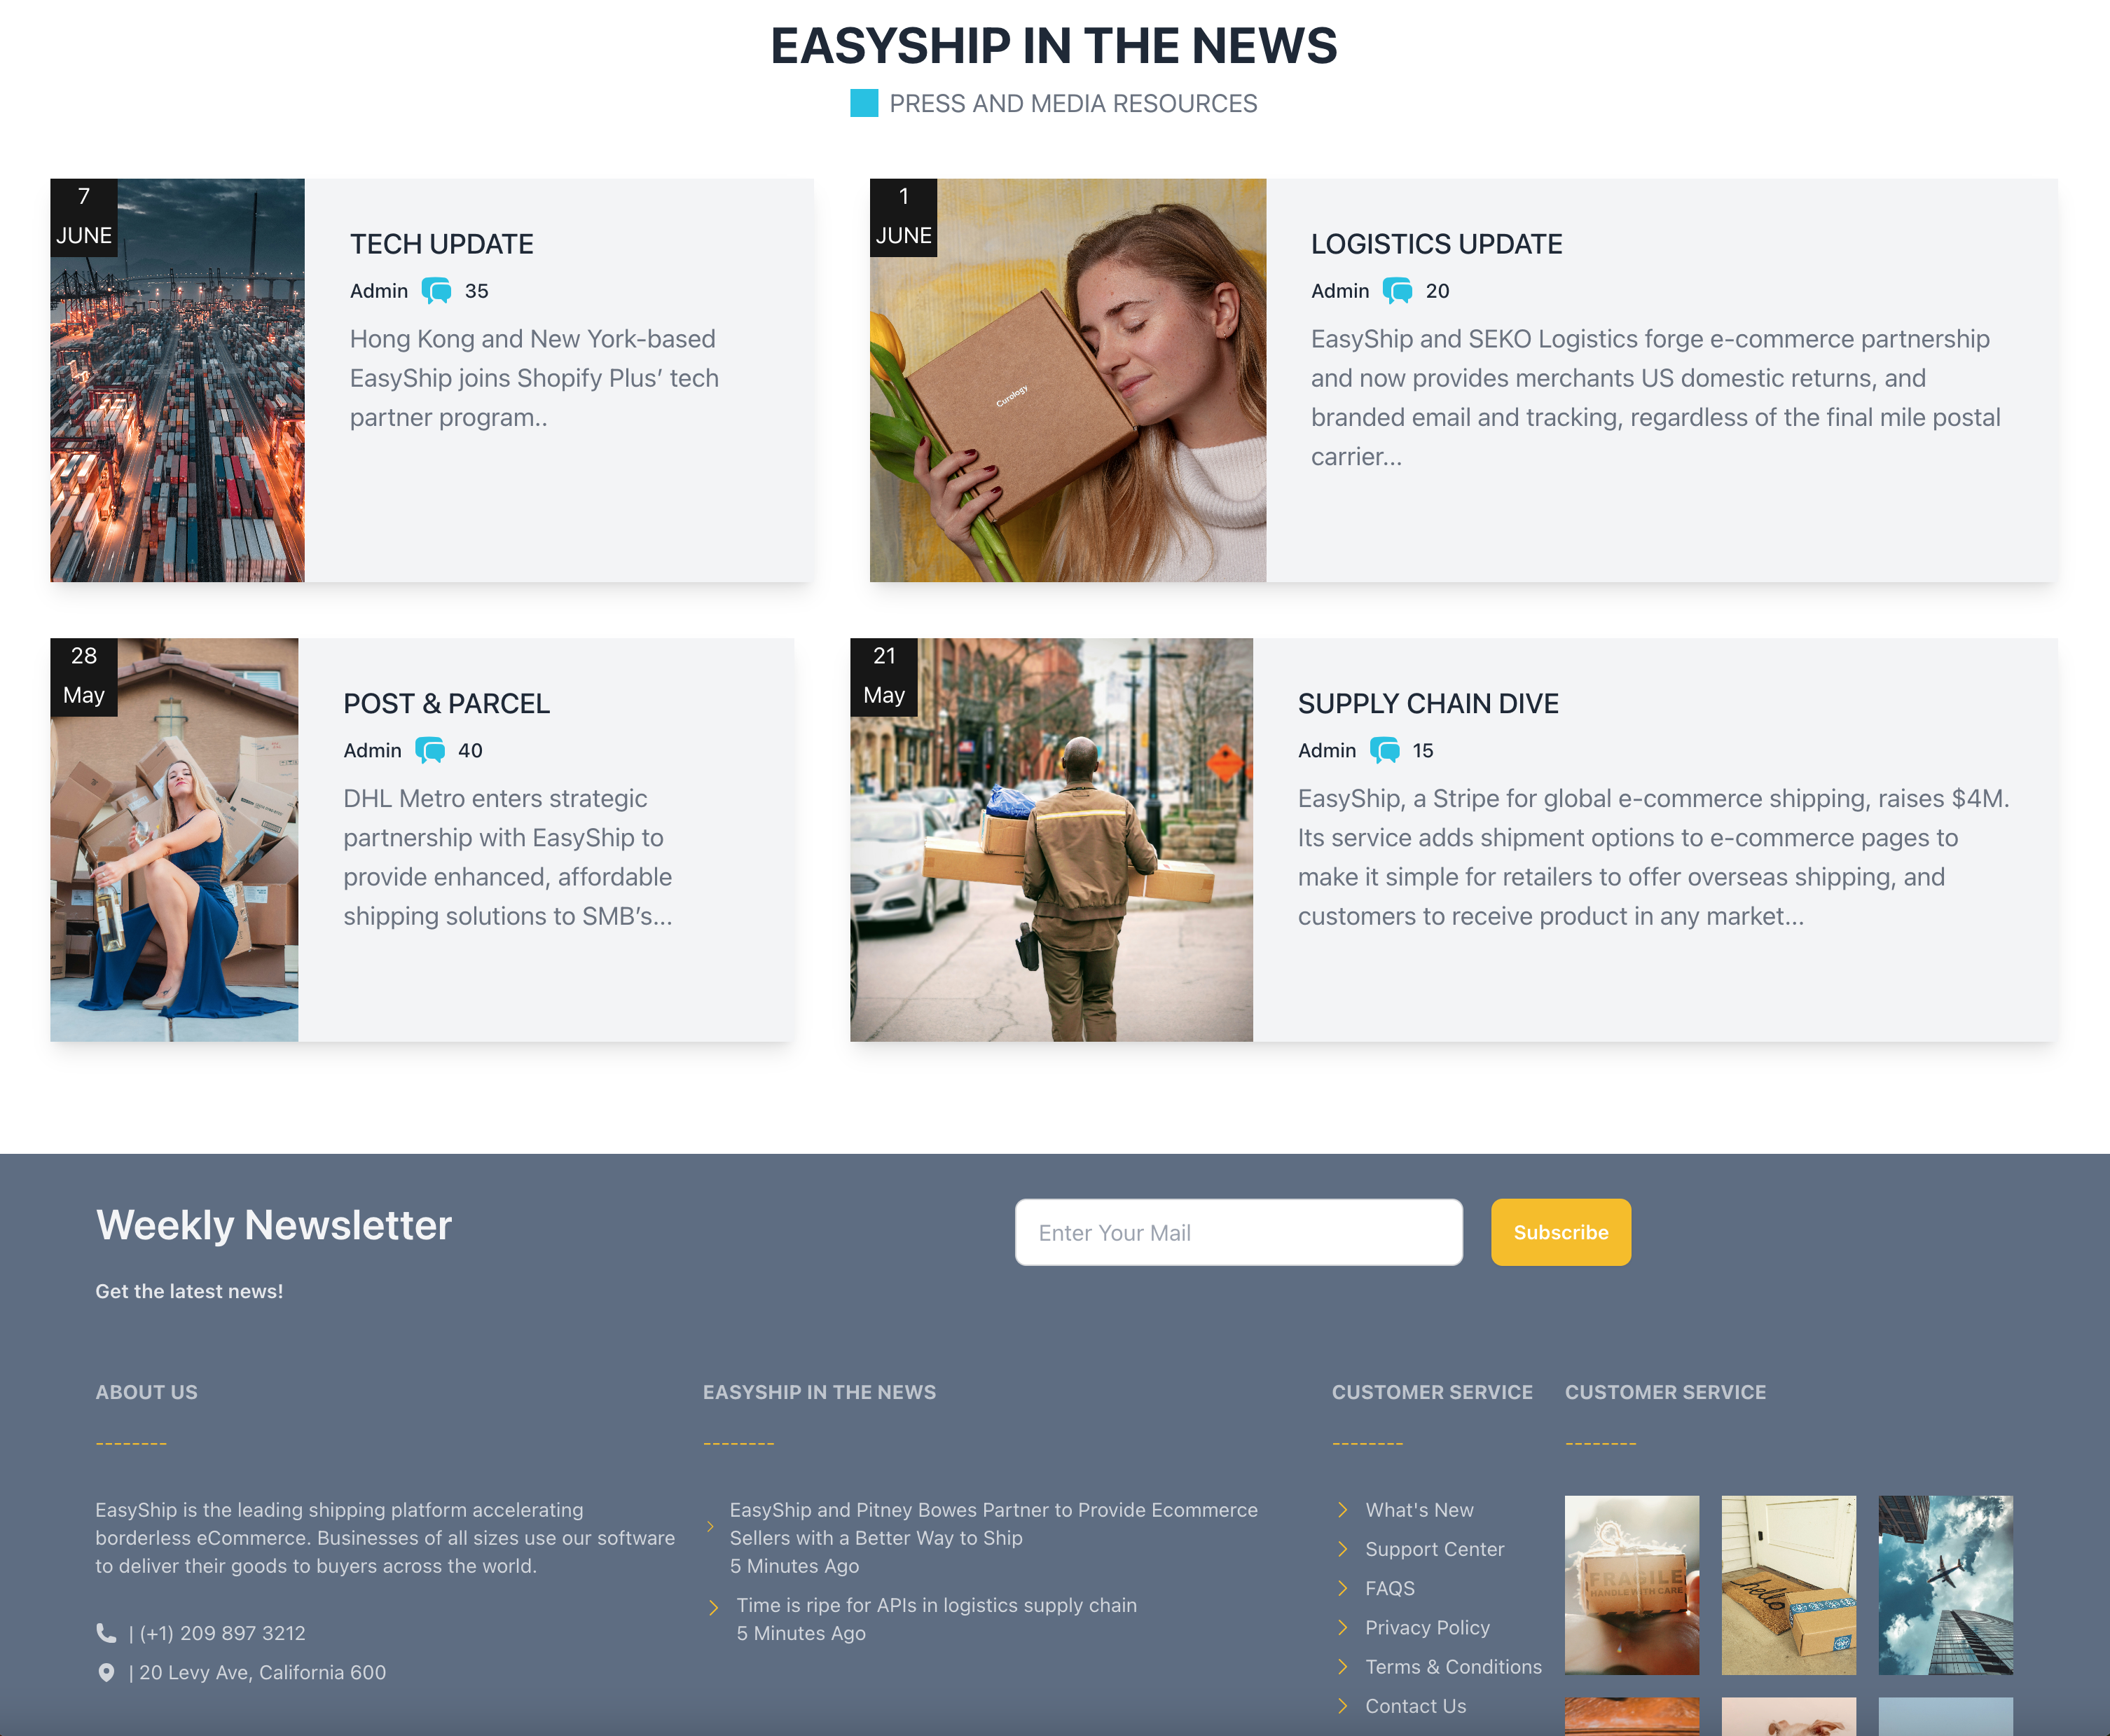 EASYSHIP IN THE NEWS
PRESS AND MEDIA RESOURCES
7
JUNE
TECH UPDATE
Admin 35
Hong Kong and New York-based
EasyShip joins Shopify Plus’ tech
partner program..
1
JUNE
Curology
LOGISTICS UPDATE
Admin 20
EasyShip and SEKO Logistics forge e-commerce partnership
and now provides merchants US domestic returns, and
branded email and tracking, regardless of the final mile postal
carrier...
28
May
POST & PARCEL
Admin 40
DHL Metro enters strategic
partnership with EasyShip to
provide enhanced, affordable
shipping solutions to SMB’s...
21
May
SUPPLY CHAIN DIVE
Admin 15
EasyShip, a Stripe for global e-commerce shipping, raises $4M.
Its service adds shipment options to e-commerce pages to
make it simple for retailers to offer overseas shipping, and
customers to receive product in any market...
Weekly Newsletter
Get the latest news!
Enter Your Mail
Subscribe
ABOUT US
--------
EasyShip is the leading shipping platform accelerating
borderless eCommerce. Businesses of all sizes use our software
to deliver their goods to buyers across the world.
| (+1) 209 897 3212
| 20 Levy Ave, California 600
EASYSHIP IN THE NEWS
--------
EasyShip and Pitney Bowes Partner to Provide Ecommerce
Sellers with a Better Way to Ship
5 Minutes Ago
Time is ripe for APIs in logistics supply chain
5 Minutes Ago
CUSTOMER SERVICE
--------
What's New
Support Center
FAQS
Privacy Policy
Terms & Conditions
Contact Us
CUSTOMER SERVICE
--------
FRAGILE
HANDLE WITH CARE
hello